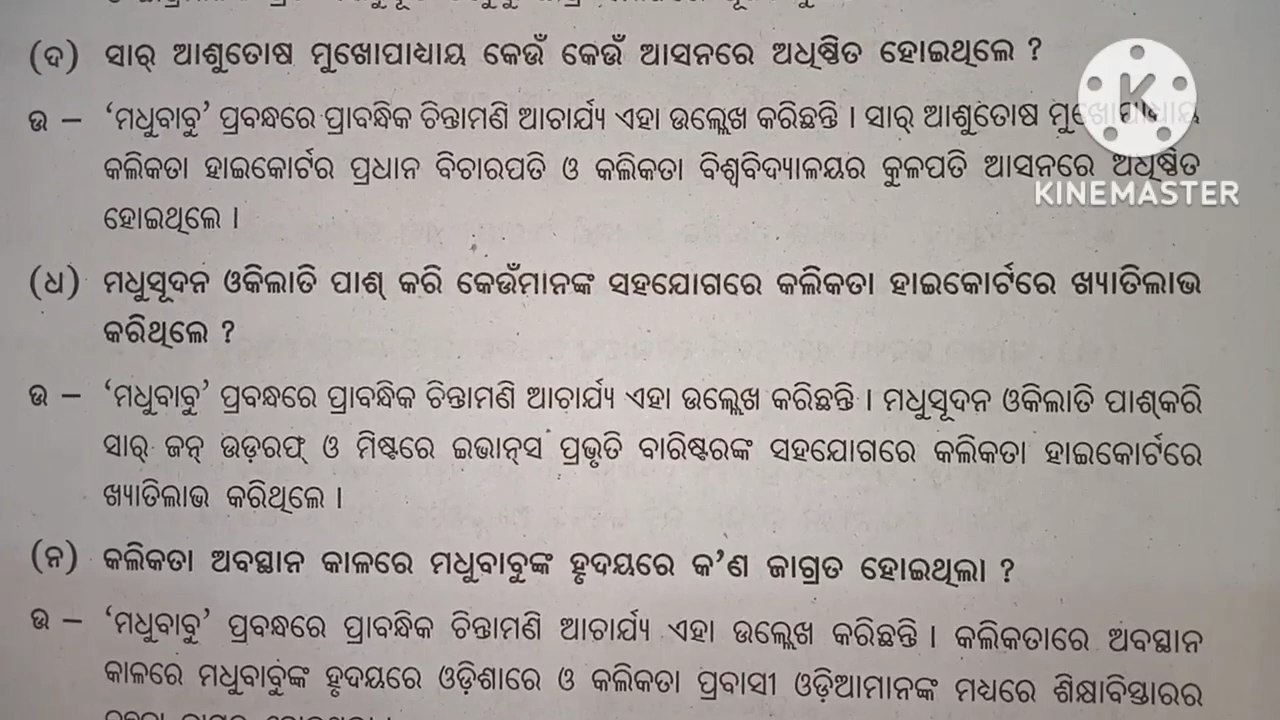 (ଦ) ସାର୍ ଆଶୁତୋଷ ମୁଖୋପାଧ୍ୟାୟ କେଉଁ କେଉଁ ଆସନରେ ଅଧିଷ୍ଠିତ ହୋଇଥିଲେ ?
ଉ – ‘ମଧୁବାବୁ’ ପ୍ରବନ୍ଧରେ ପ୍ରାବନ୍ଧିକ ଚିନ୍ତାମଣି ଆଚାର୍ଯ୍ୟ ଏହା ଉଲ୍ଲେଖ କରିଛନ୍ତି । ସାର୍ ଆଶୁତୋଷ ମୁଖୋପାଧ୍ୟାୟ
କଲିକତା ହାଇକୋର୍ଟର ପ୍ରଧାନ ବିଚାରପତି ଓ କଲିକତା ବିଶ୍ୱବିଦ୍ୟାଳୟର କୁଳପତି ଆସନରେ ଅଧିଷ୍ଠିତ
KINEMASTER
ହୋଇଥିଲେ ।
(ଧ) ମଧୁସୂଦନ ଓକିଲାତି ପାଶ୍ କରି କେଉଁମାନଙ୍କ ସହଯୋଗରେ କଲିକତା ହାଇକୋର୍ଟରେ ଖ୍ୟାତିଲାଭ
କରିଥିଲେ ?
ଉ – ‘ମଧୁବାବୁ’ ପ୍ରବନ୍ଧରେ ପ୍ରାବନ୍ଧିକ ଚିନ୍ତାମଣି ଆଚାର୍ଯ୍ୟ ଏହା ଉଲ୍ଲେଖ କରିଛନ୍ତି । ମଧୁସୂଦନ ଓକିଲାତି ପାଶ୍‌କରି
ସାର୍ ଜନ୍ ଉଡ଼ରଫ୍ ଓ ମିଷ୍ଟରେ ଇଭାନ୍‌ସ ପ୍ରଭୃତି ବାରିଷ୍ଟରଙ୍କ ସହଯୋଗରେ କଲିକତା ହାଇକୋର୍ଟରେ
ଖ୍ୟାତିଲାଭ କରିଥିଲେ ।
(ନ) କଲିକତା ଅବସ୍ଥାନ କାଳରେ ମଧୁବାବୁଙ୍କ ହୃଦୟରେ କ’ଣ ଜାଗ୍ରତ ହୋଇଥିଲା ?
ଉ – ‘ମଧୁବାବୁ’ ପ୍ରବନ୍ଧରେ ପ୍ରାବନ୍ଧିକ ଚିନ୍ତାମଣି ଆଚାର୍ଯ୍ୟ ଏହା ଉଲ୍ଲେଖ କରିଛନ୍ତି । କଲିକତାରେ ଅବସ୍ଥାନ
କାଳରେ ମଧୁବାବୁଙ୍କ ହୃଦୟରେ ଓଡ଼ିଶାରେ ଓ କଲିକତା ପ୍ରବାସୀ ଓଡ଼ିଆମାନଙ୍କ ମଧ୍ୟରେ ଶିକ୍ଷାବିସ୍ତାରର